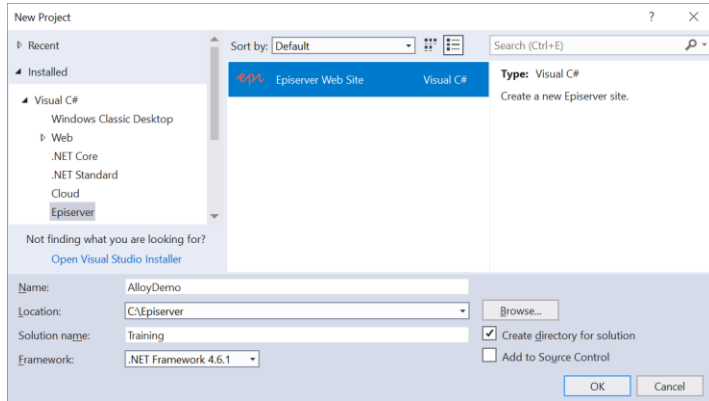 New Project
? ×
Recent
Installed
Visual C#
Windows Classic Desktop
Web
.NET Core
.NET Standard
Cloud
Episerver
Not finding what you are looking for?
Open Visual Studio Installer
Sort by: Default
epi Episerver Web Site Visual C#
Search (Ctrl+E)
Type: Visual C#
Create a new Episerver site.
Name: AlloyDemo
Location: C:\Episerver
Browse...
Solution name: Training
Create directory for solution
Framework: .NET Framework 4.6.1
Add to Source Control
OK Cancel